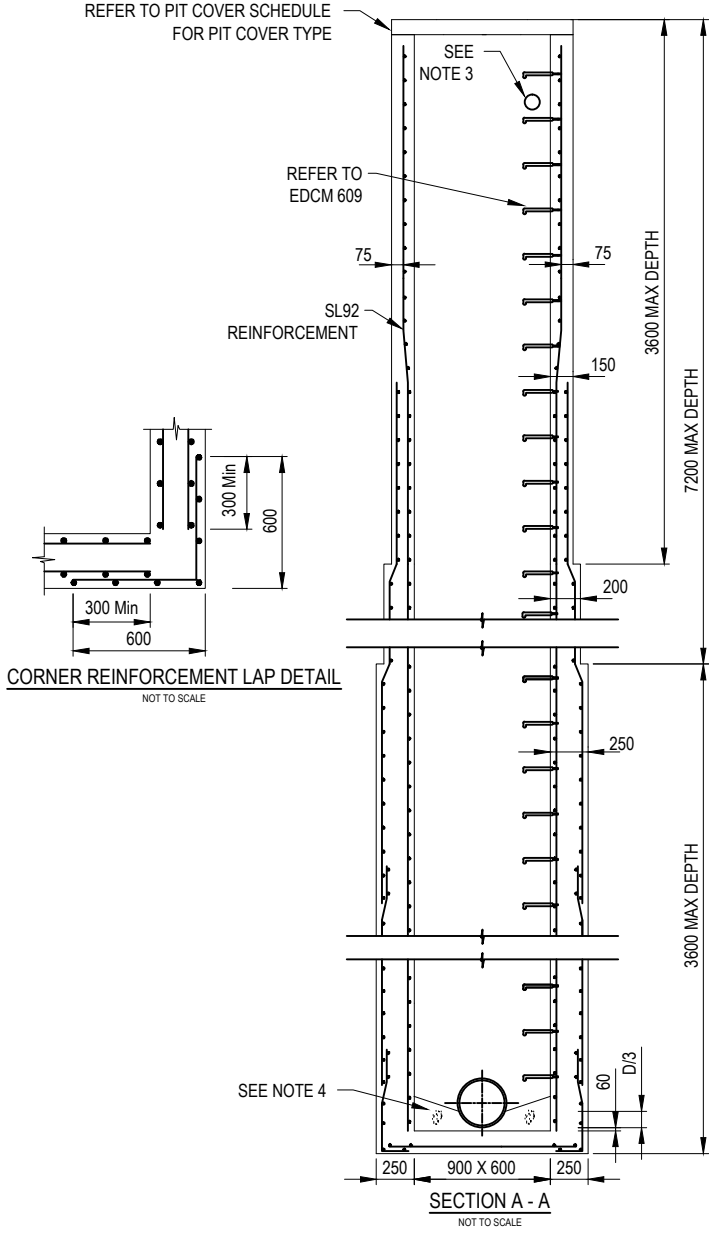 REFER TO PIT COVER SCHEDULE
FOR PIT COVER TYPE
SEE
NOTE 3
REFER TO
EDCM 609
75
75
SL92
REINFORCEMENT
150
3600 MAX DEPTH
7200 MAX DEPTH
300 Min
600
300 Min
600
CORNER REINFORCEMENT LAP DETAIL
NOT TO SCALE
200
250
3600 MAX DEPTH
SEE NOTE 4
60
D/3
250
900 X 600
250
SECTION A - A
NOT TO SCALE